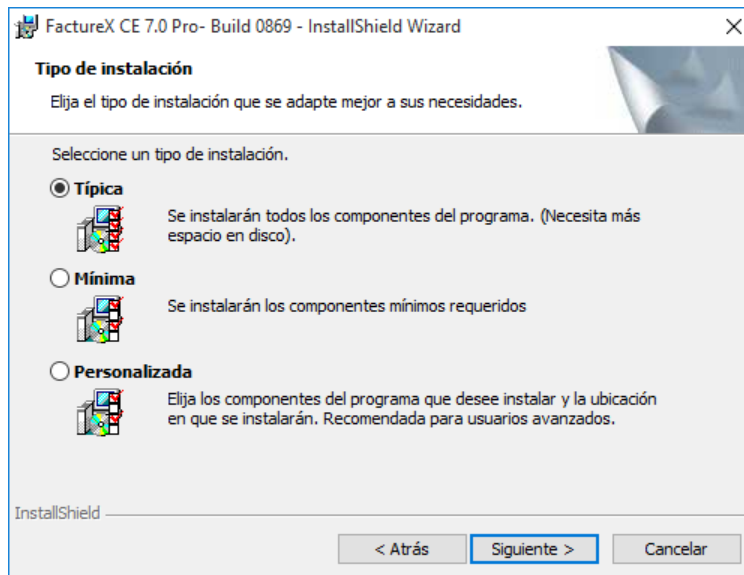 FactureX CE 7.0 Pro- Build 0869 - InstallShield Wizard
Tipo de instalación
Elija el tipo de instalación que se adapte mejor a sus necesidades.
Seleccione un tipo de instalación.
Típica
Se instalarán todos los componentes del programa. (Necesita más
espacio en disco).
Mínima
Se instalarán los componentes mínimos requeridos
Personalizada
Elija los componentes del programa que desee instalar y la ubicación
en que se instalarán. Recomendada para usuarios avanzados.
InstallShield
< Atrás Siguiente > Cancelar